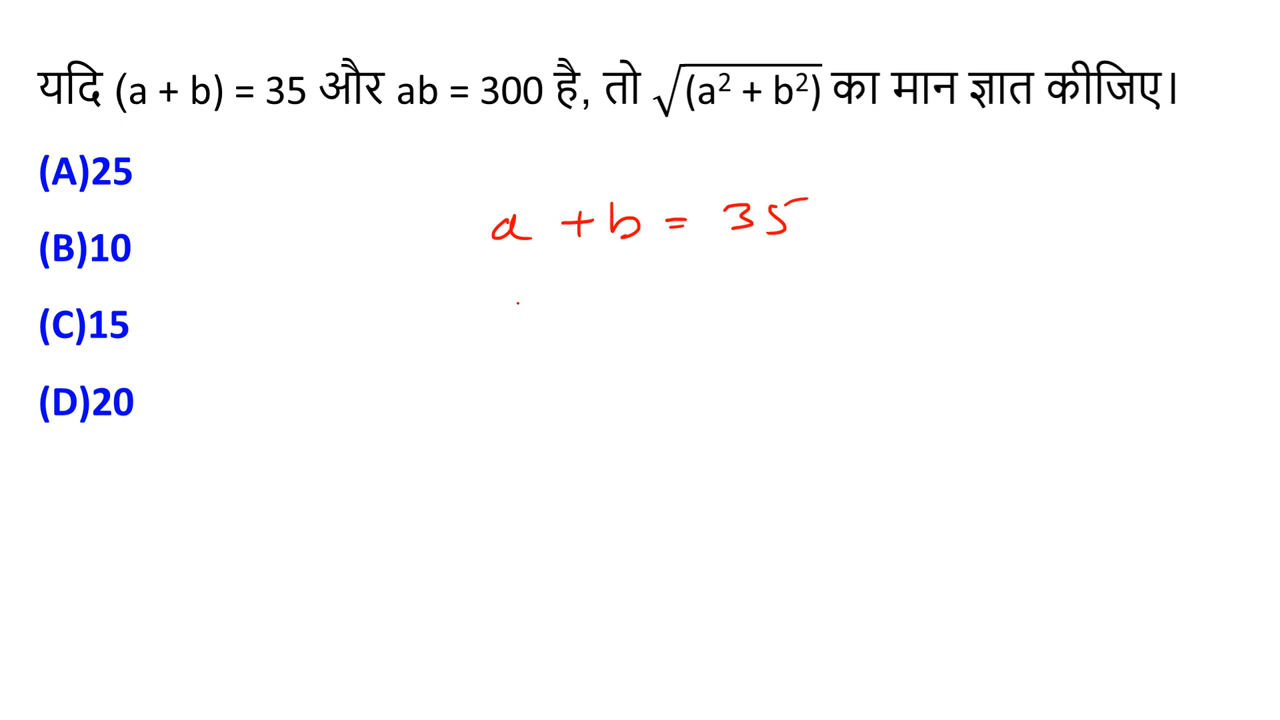 यदि (a + b) = 35 और ab = 300 है, तो √(a² + b²) का मान ज्ञात कीजिए।
(A)25
a + b = 35
(B)10
(C)15
(D)20